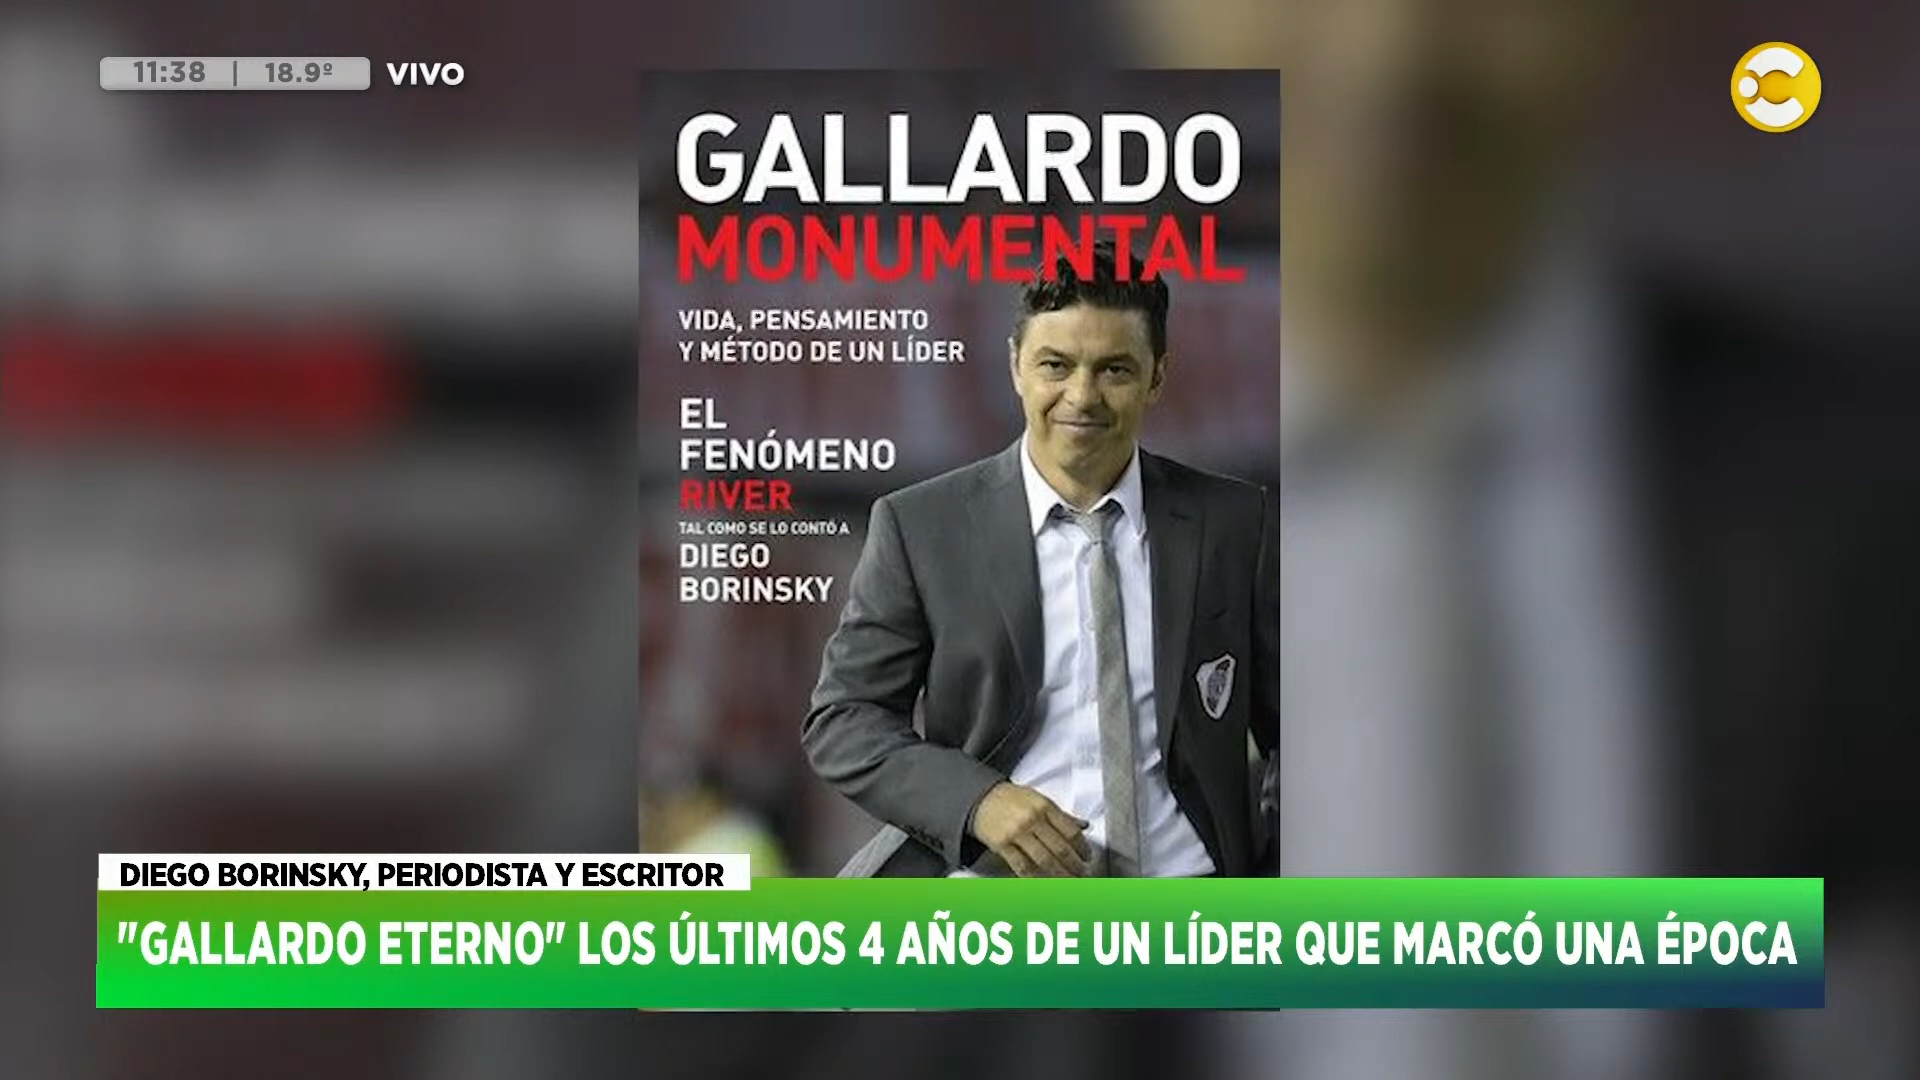 11:38 | 18.9º VIVO
GALLARDO
MONUMENTAL
VIDA, PENSAMIENTO
Y MÉTODO DE UN LÍDER
EL
FENÓMENO
RIVER
TAL COMO SE LO CONTÓ A
DIEGO
BORINSKY
DIEGO BORINSKY, PERIODISTA Y ESCRITOR
"GALLARDO ETERNO" LOS ÚLTIMOS 4 AÑOS DE UN LÍDER QUE MARCÓ UNA ÉPOCA